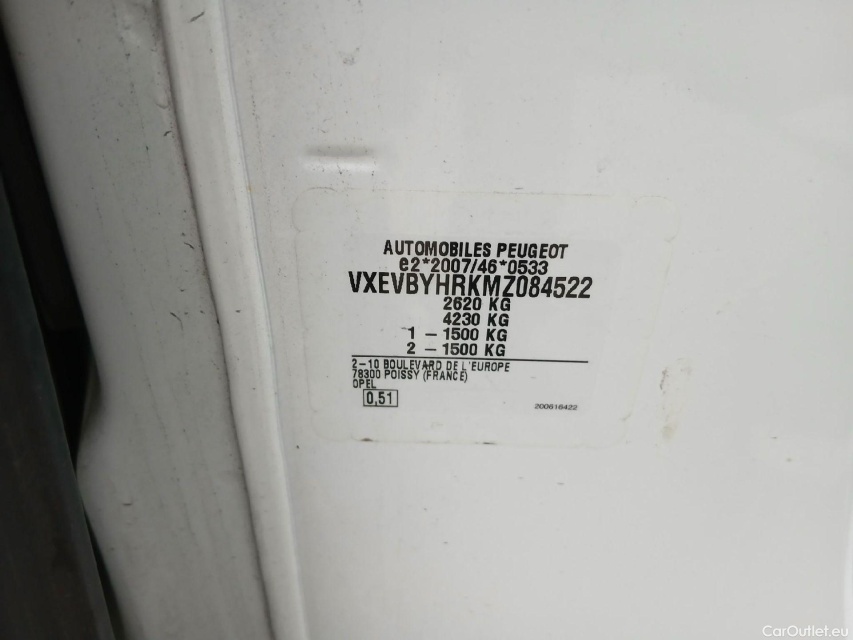 AUTOMOBILES PEUGEOT
e2*2007/46*0533
VXEVBYHRKMZ084522
2620 KG
4230 KG
1 – 1500 KG
2 – 1500 KG
2–10 BOULEVARD DE L'EUROPE
78300 POISSY (FRANCE)
OPEL
0,51
200616422
CarOutlet.eu